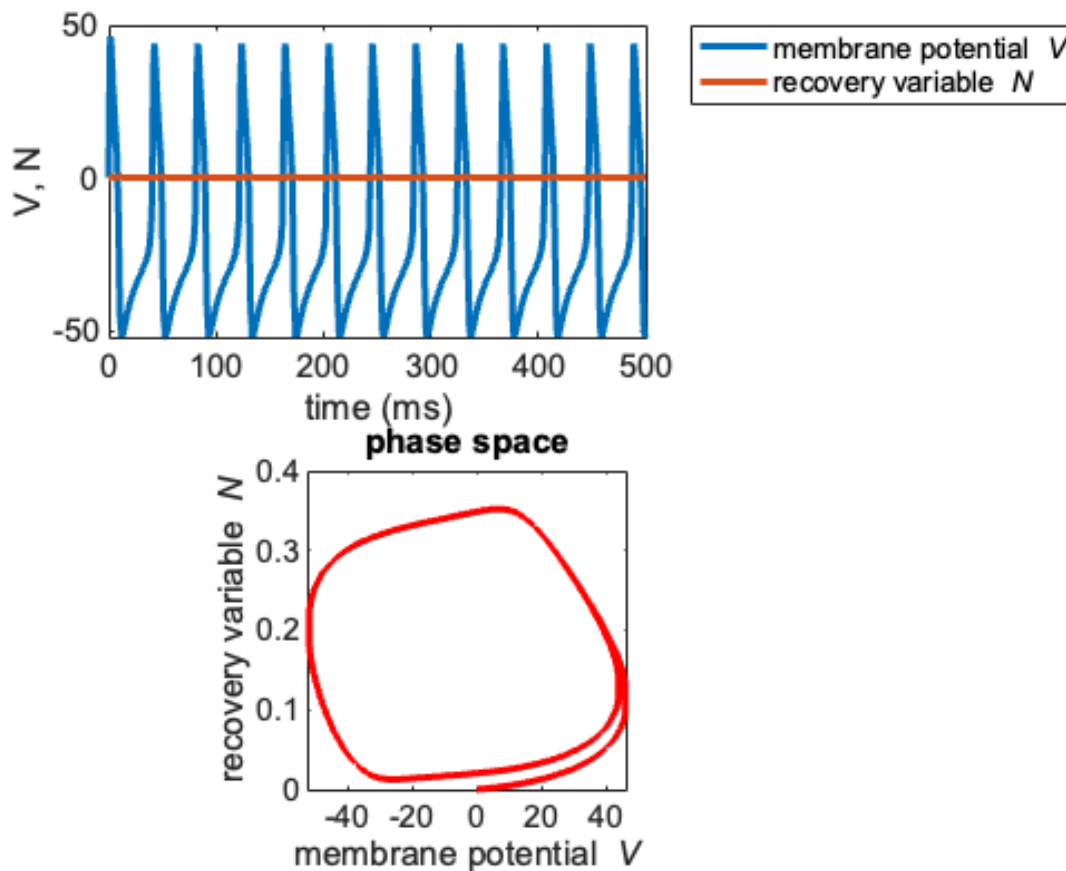 50
0
-50
V, N
0 100 200 300 400 500
time (ms)
membrane potential V
recovery variable N
phase space
0.4
0.3
0.2
0.1
0
recovery variable N
-40 -20 0 20 40
membrane potential V